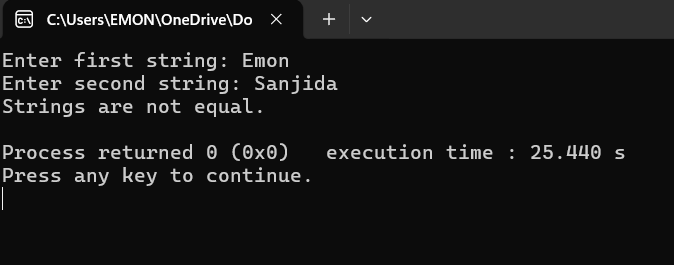 C:\Users\EMON\OneDrive\Do
Enter first string: Emon
Enter second string: Sanjida
Strings are not equal.
Process returned 0 (0x0)   execution time : 25.440 s
Press any key to continue.